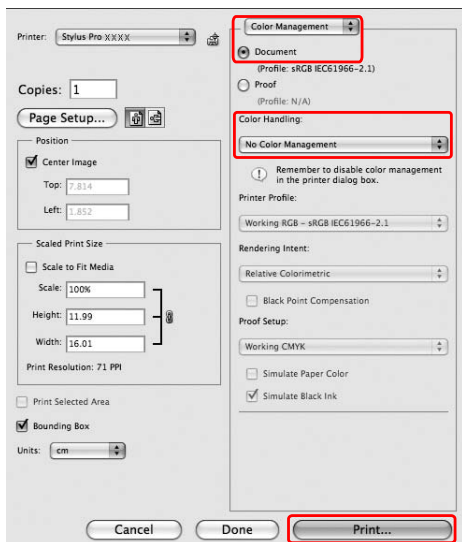 Printer: Stylus Pro XXXX
Copies: 1
Page Setup...
Position
Center Image
Top: 7.814
Left: 1.852
Scaled Print Size
Scale to Fit Media
Scale: 100%
Height: 11.99
Width: 16.01
Print Resolution: 71 PPI
Print Selected Area
Bounding Box
Units: cm
Color Management
Document
(Profile: sRGB IEC61966-2.1)
Proof
(Profile: N/A)
Color Handling:
No Color Management
Remember to disable color management
in the printer dialog box.
Printer Profile:
Working RGB - sRGB IEC61966-2.1
Rendering Intent:
Relative Colorimetric
Black Point Compensation
Proof Setup:
Working CMYK
Simulate Paper Color
Simulate Black Ink
Cancel
Done
Print...